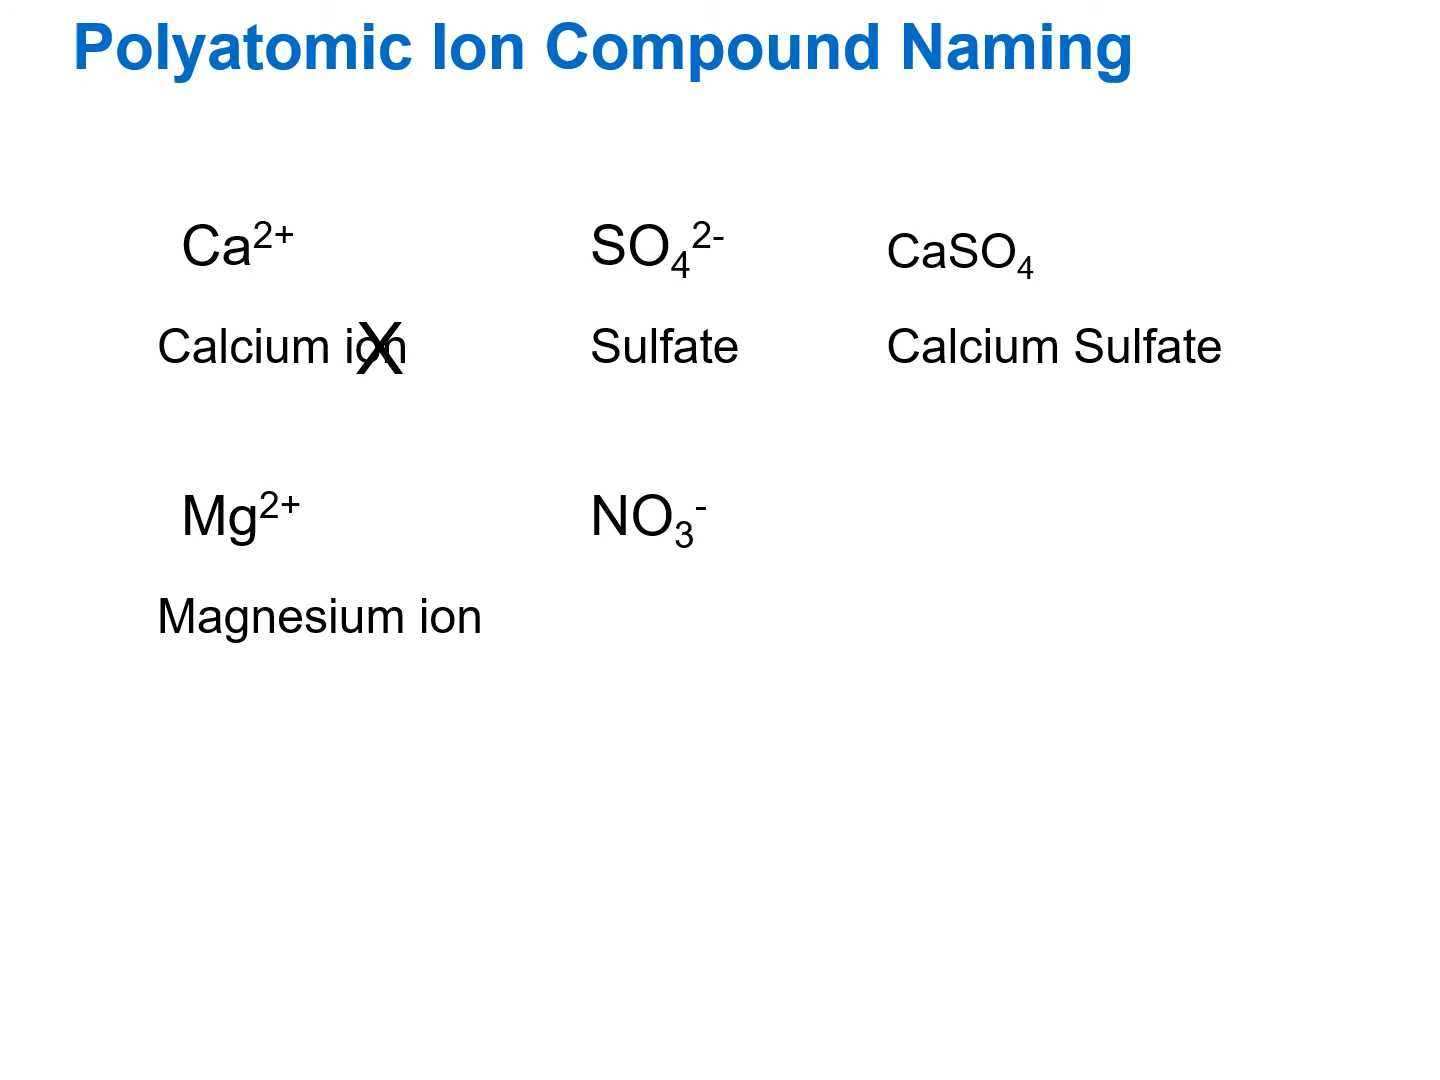 Polyatomic Ion Compound Naming
Ca²⁺ SO₄²⁻ CaSO₄
Calcium ion X Sulfate Calcium Sulfate
Mg²⁺ NO₃⁻
Magnesium ion